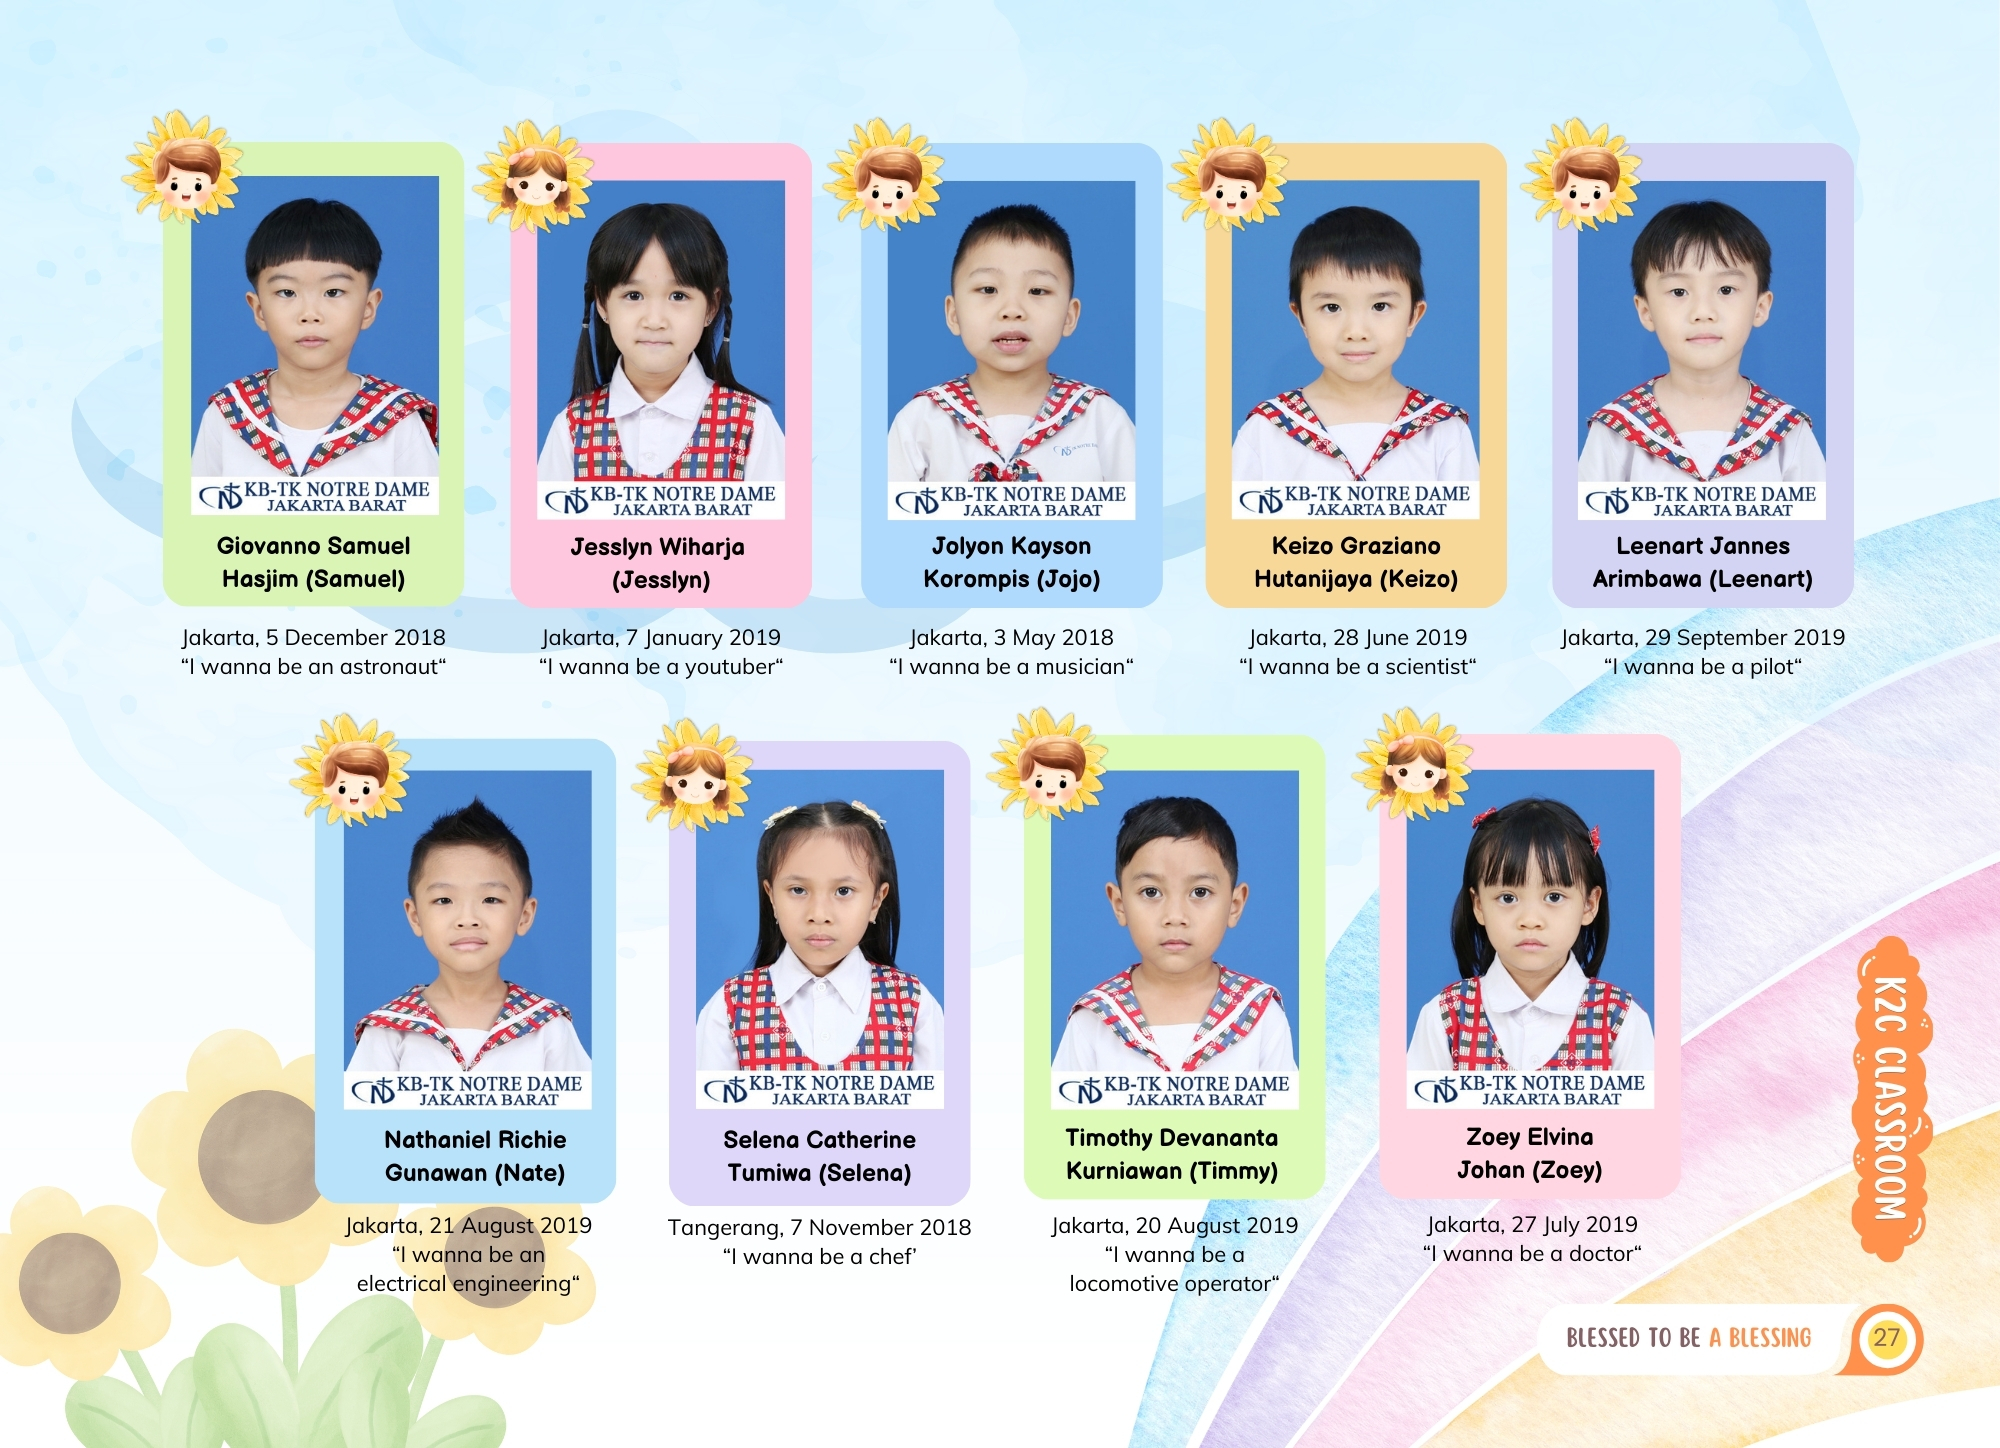 KB-TK NOTRE DAME
JAKARTA BARAT
Giovanno Samuel
Hasjim (Samuel)
Jakarta, 5 December 2018
“I wanna be an astronaut“
KB-TK NOTRE DAME
JAKARTA BARAT
Jesslyn Wiharja
(Jesslyn)
Jakarta, 7 January 2019
“I wanna be a youtuber“
KB-TK NOTRE DAME
JAKARTA BARAT
Jolyon Kayson
Korompis (Jojo)
Jakarta, 3 May 2018
“I wanna be a musician“
KB-TK NOTRE DAME
JAKARTA BARAT
Keizo Graziano
Hutanijaya (Keizo)
Jakarta, 28 June 2019
“I wanna be a scientist“
KB-TK NOTRE DAME
JAKARTA BARAT
Leenart Jannes
Arimbawa (Leenart)
Jakarta, 29 September 2019
“I wanna be a pilot“
KB-TK NOTRE DAME
JAKARTA BARAT
Nathaniel Richie
Gunawan (Nate)
Jakarta, 21 August 2019
“I wanna be an
electrical engineering“
KB-TK NOTRE DAME
JAKARTA BARAT
Selena Catherine
Tumiwa (Selena)
Tangerang, 7 November 2018
“I wanna be a chef’
KB-TK NOTRE DAME
JAKARTA BARAT
Timothy Devananta
Kurniawan (Timmy)
Jakarta, 20 August 2019
“I wanna be a
locomotive operator“
KB-TK NOTRE DAME
JAKARTA BARAT
Zoey Elvina
Johan (Zoey)
Jakarta, 27 July 2019
“I wanna be a doctor“
K2C CLASSROOM
BLESSED TO BE A BLESSING
27